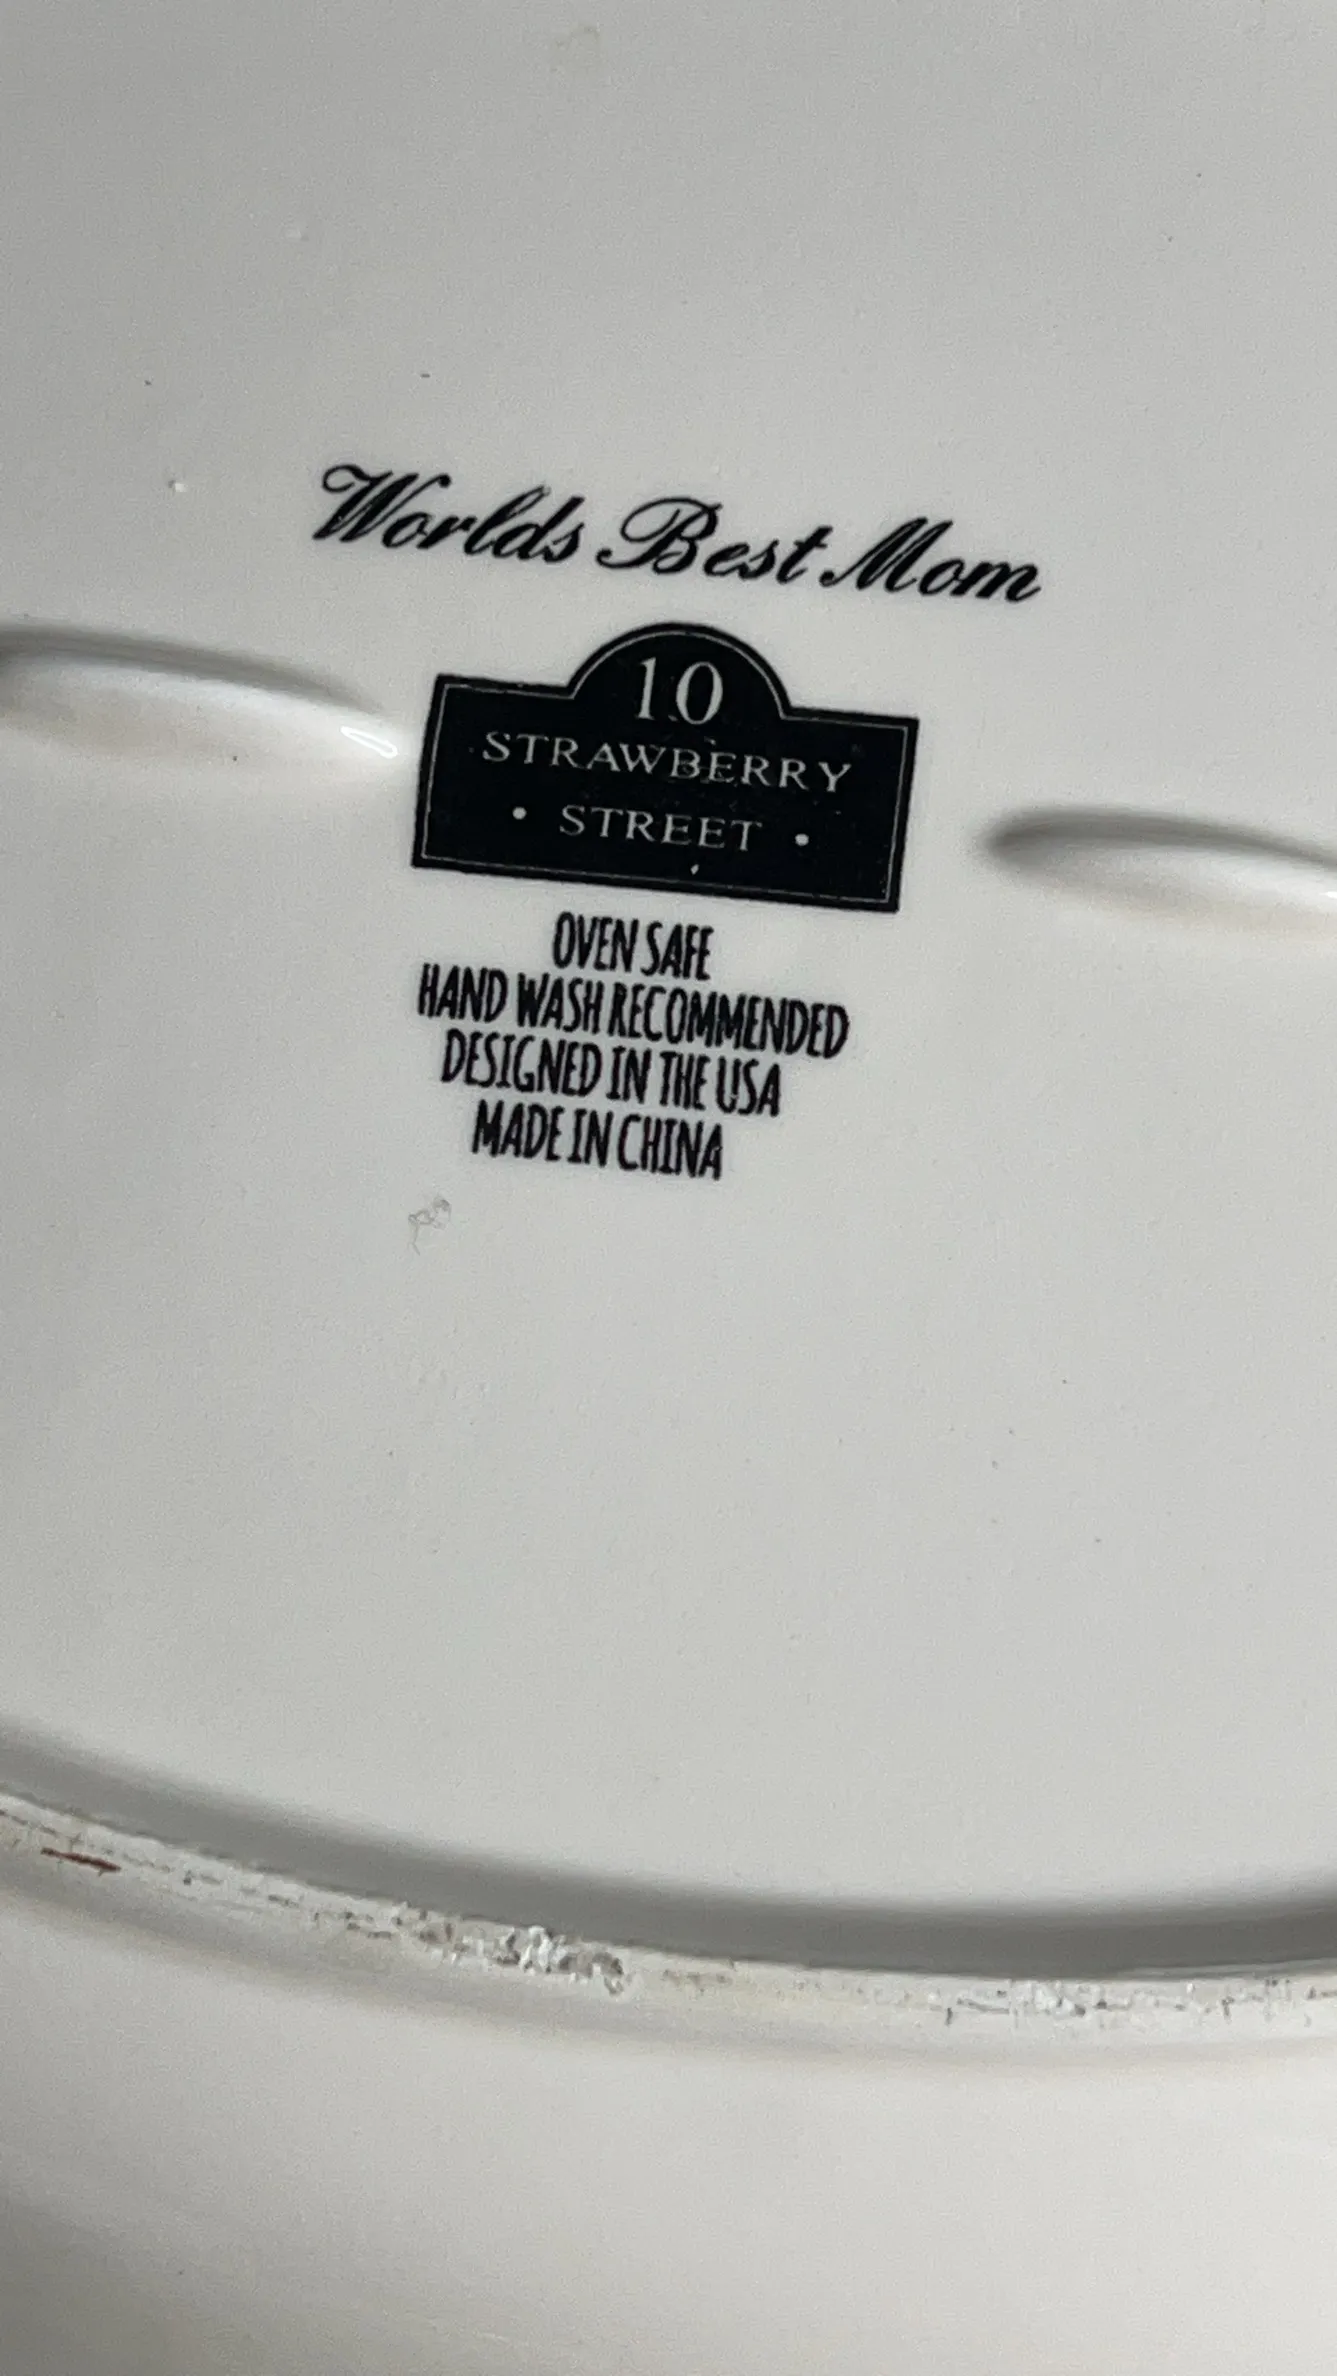 Worlds Best Mom
10
STRAWBERRY
• STREET •
OVEN SAFE
HAND WASH RECOMMENDED
DESIGNED IN THE USA
MADE IN CHINA